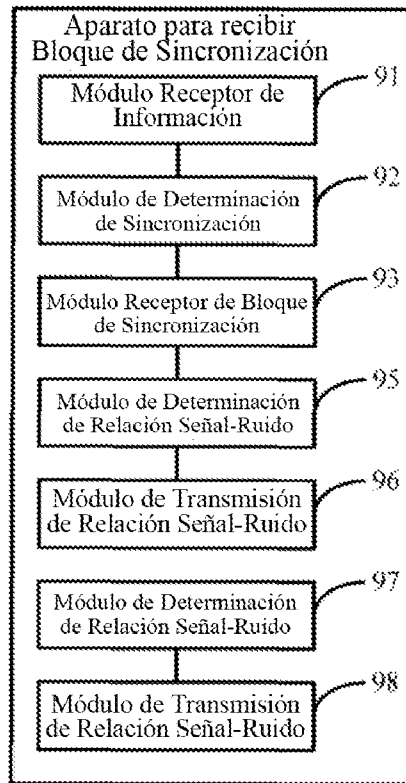 Aparato para recibir
Bloque de Sincronización
Módulo Receptor de
Información
91
Módulo de Determinación
de Sincronización
92
Módulo Receptor de Bloque
de Sincronización
93
Módulo de Determinación
de Relación Señal-Ruido
95
Módulo de Transmisión
de Relación Señal-Ruido
96
Módulo de Determinación
de Relación Señal-Ruido
97
Módulo de Transmisión
de Relación Señal-Ruido
98